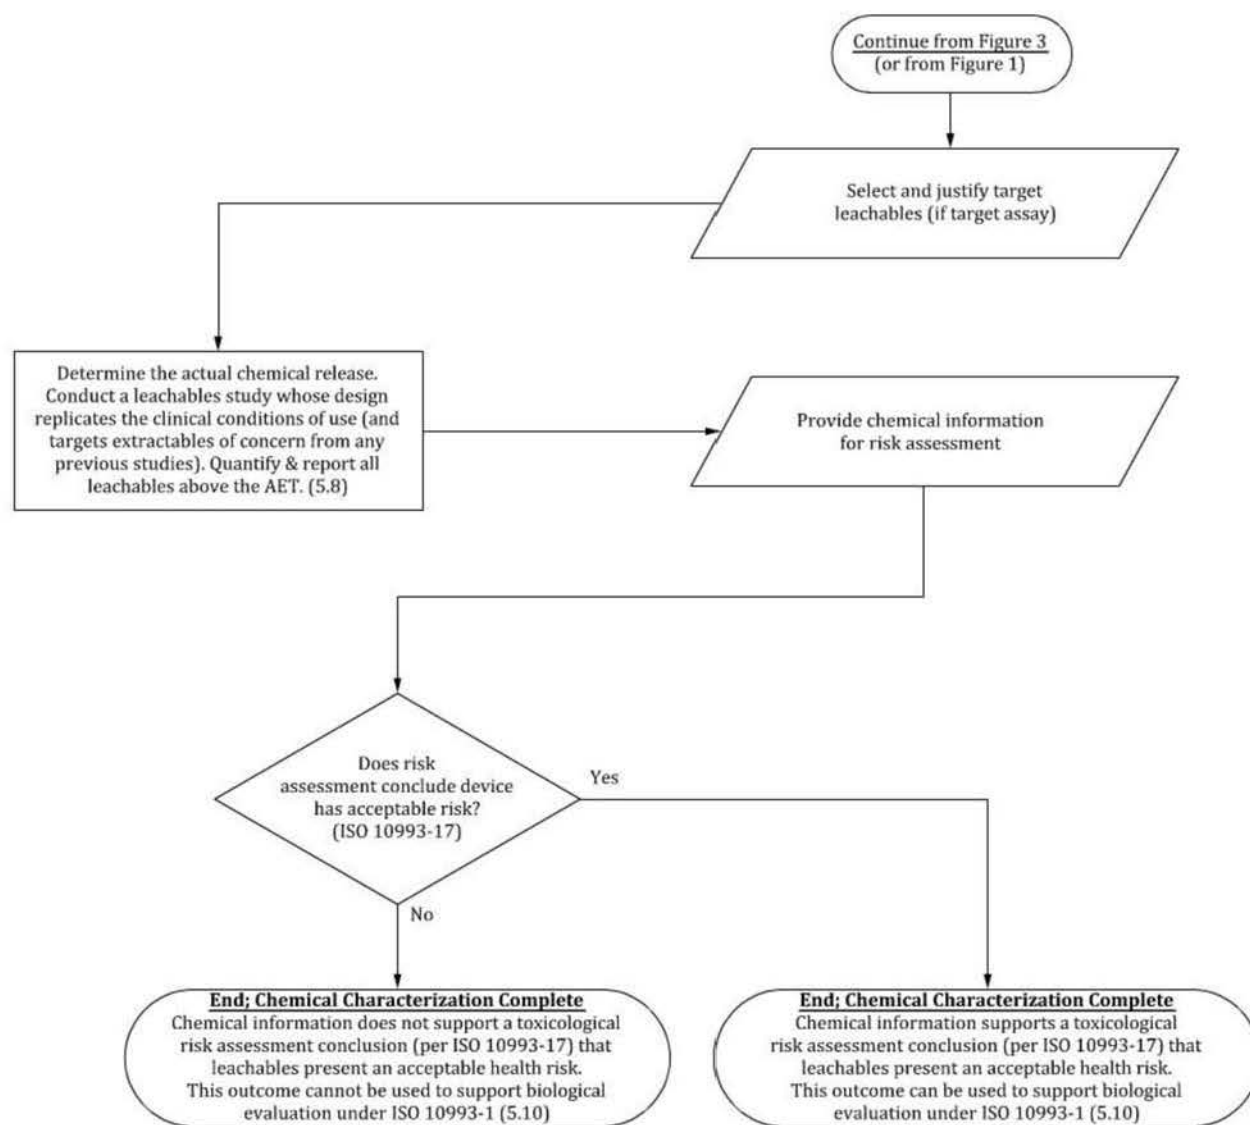 Continue from Figure 3
(or from Figure 1)
Select and justify target
leachables (if target assay)
Determine the actual chemical release.
Conduct a leachables study whose design
replicates the clinical conditions of use (and
targets extractables of concern from any
previous studies). Quantify & report all
leachables above the AET. (5.8)
Provide chemical information
for risk assessment
Does risk
assessment conclude device
has acceptable risk?
(ISO 10993-17)
Yes
No
End; Chemical Characterization Complete
Chemical information does not support a toxicological
risk assessment conclusion (per ISO 10993-17) that
leachables present an acceptable health risk.
This outcome cannot be used to support biological
evaluation under ISO 10993-1 (5.10)
End; Chemical Characterization Complete
Chemical information supports a toxicological
risk assessment conclusion (per ISO 10993-17) that
leachables present an acceptable health risk.
This outcome can be used to support biological
evaluation under ISO 10993-1 (5.10)